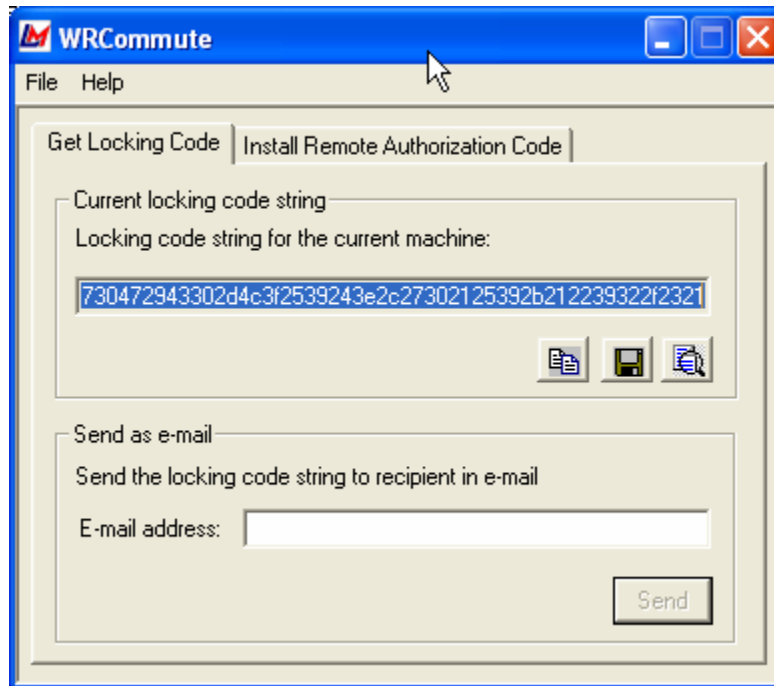 WRCommute
File Help
Get Locking Code Install Remote Authorization Code
Current locking code string
Locking code string for the current machine:
730472943302d4c3f2539243e2c27302125392b212239322f2321
Send as e-mail
Send the locking code string to recipient in e-mail
E-mail address:
Send